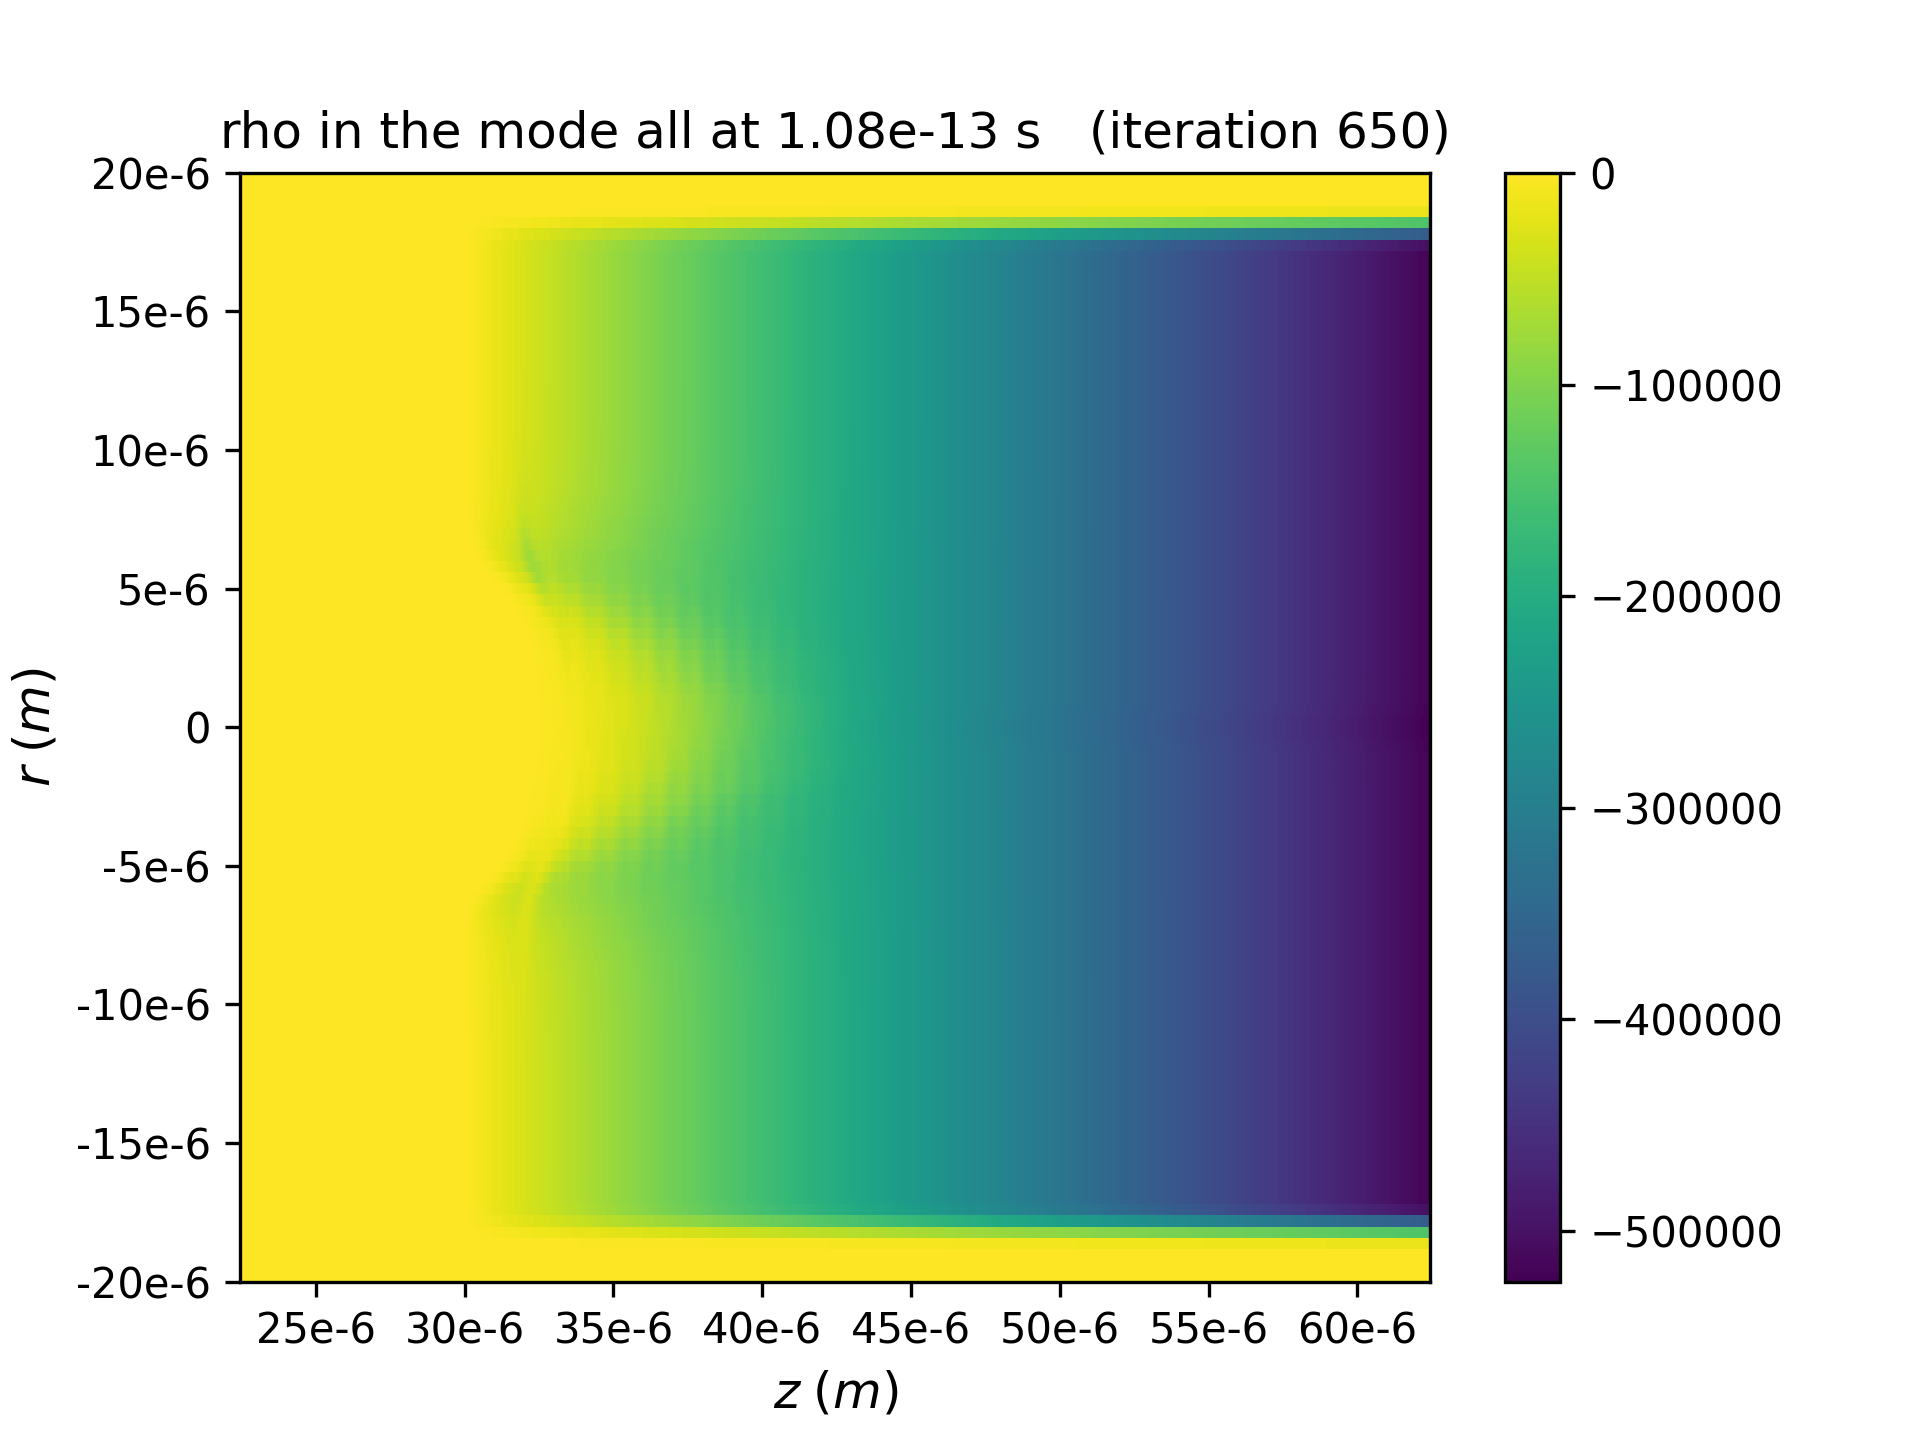 rho in the mode all at 1.08e-13 s   (iteration 650)
20e-6
15e-6
10e-6
5e-6
0
-5e-6
-10e-6
-15e-6
-20e-6
r (m)
25e-6 30e-6 35e-6 40e-6 45e-6 50e-6 55e-6 60e-6
z (m)
0
−100000
−200000
−300000
−400000
−500000